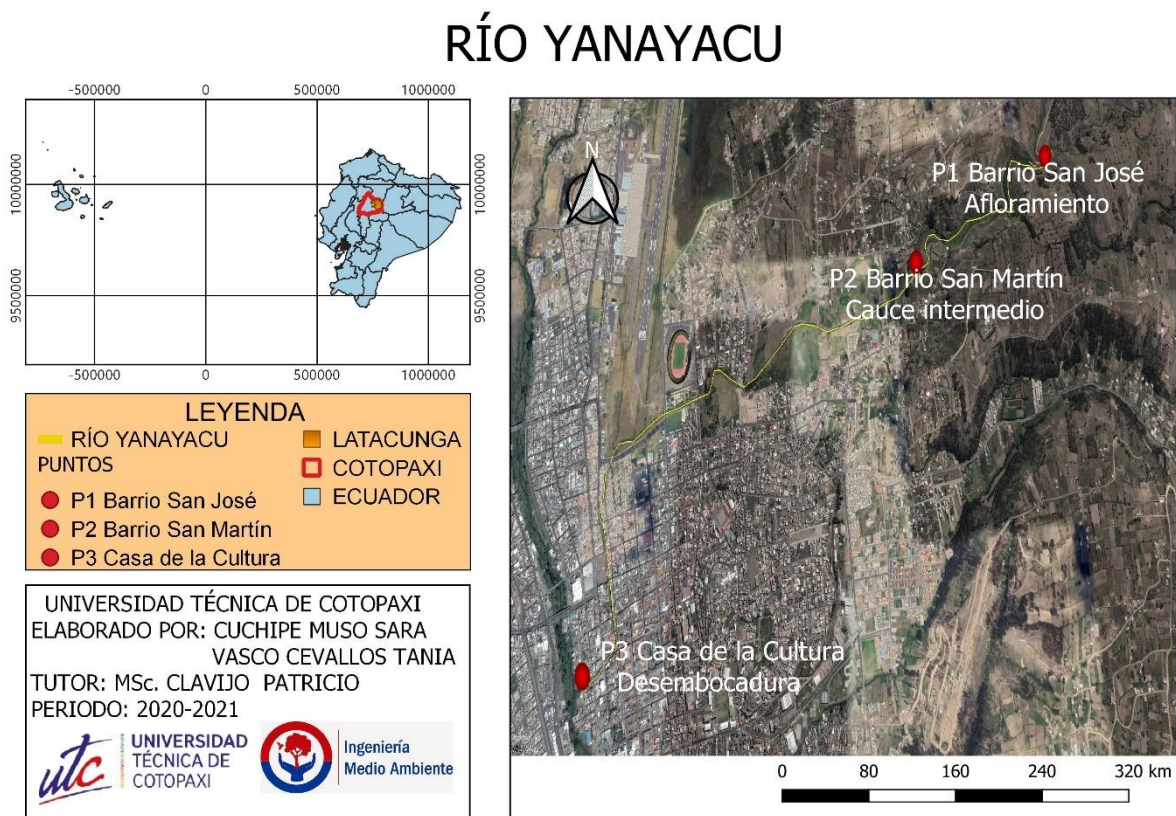 RÍO YANAYACU
-500000 0 500000 1000000
10000000 10000000
9500000 9500000
-500000 0 500000 1000000
LEYENDA
RÍO YANAYACU
PUNTOS
P1 Barrio San José
P2 Barrio San Martín
P3 Casa de la Cultura
LATACUNGA
COTOPAXI
ECUADOR
UNIVERSIDAD TÉCNICA DE COTOPAXI
ELABORADO POR: CUCHIPE MUSO SARA
VASCO CEVALLOS TANIA
TUTOR: MSc. CLAVIJO PATRICIO
PERIODO: 2020-2021
utc
UNIVERSIDAD
TÉCNICA DE
COTOPAXI
Ingeniería
Medio Ambiente
N
P1 Barrio San José
Afloramiento
P2 Barrio San Martín
Cauce intermedio
P3 Casa de la Cultura
Desembocadura
0 80 160 240 320 km